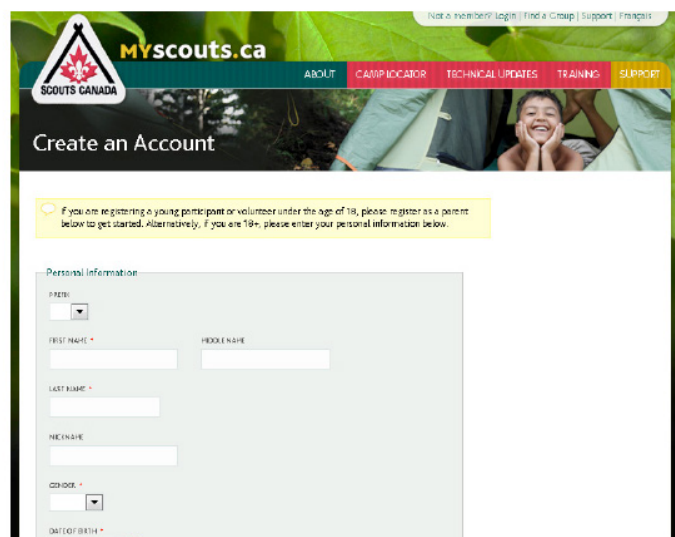 Not a member? Login | Find a Group | Support | Français
MYscouts.ca
SCOUTS CANADA
ABOUT CAMP LOCATOR TECHNICAL UPDATES TRAINING SUPPORT
Create an Account
If you are registering a young participant or volunteer under the age of 18, please register as a parent
below to get started. Alternatively, if you are 18+, please enter your personal information below.
Personal Information
PREFIX
FIRST NAME * MIDDLE NAME
LAST NAME *
NICKNAME
GENDER *
DATE OF BIRTH *